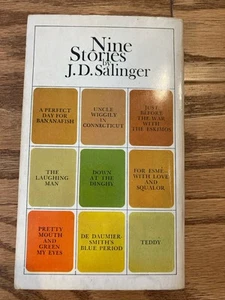 Nine
Stories by
J.D. Salinger
A PERFECT
DAY FOR
BANANAFISH
UNCLE
WIGGILY IN
CONNECTICUT
JUST
BEFORE
THE WAR
WITH THE
ESKIMOS
THE
LAUGHING
MAN
DOWN
AT THE
DINGHY
FOR ESME—
WITH LOVE
AND
SQUALOR
PRETTY
MOUTH
AND
GREEN
MY EYES
DE DAUMIER-
SMITH'S
BLUE PERIOD
TEDDY